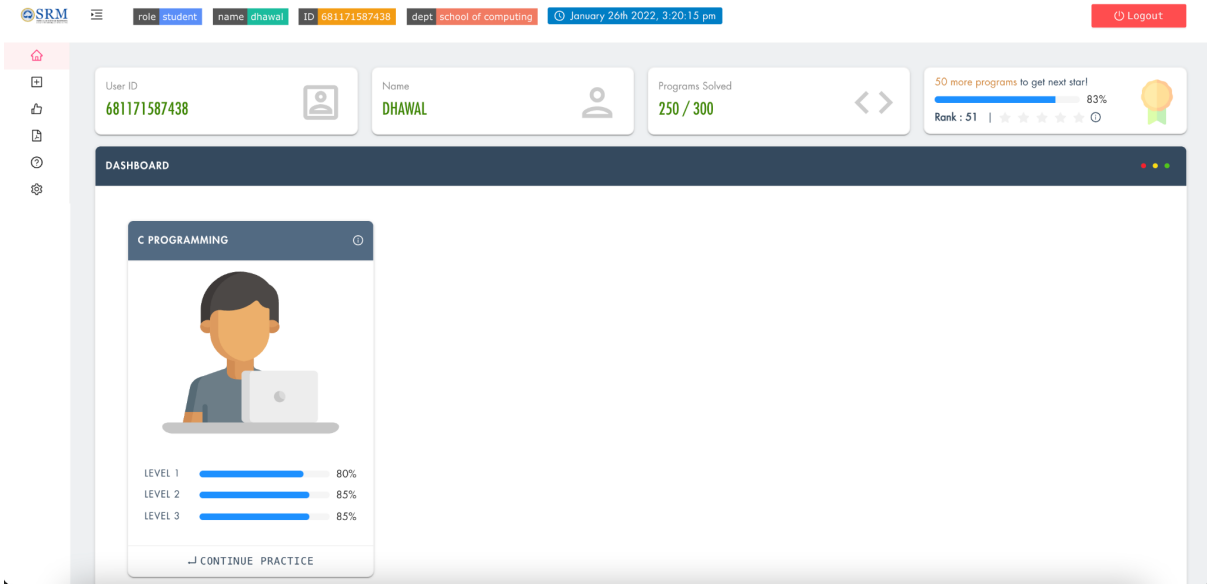 SRM
role student name dhawal ID 681171587438 dept school of computing January 26th 2022, 3:20:15 pm
Logout
User ID
681171587438
Name
DHAWAL
Programs Solved
250 / 300
50 more programs to get next star!
83%
Rank : 51 |
DASHBOARD
C PROGRAMMING
LEVEL 1 80%
LEVEL 2 85%
LEVEL 3 85%
CONTINUE PRACTICE